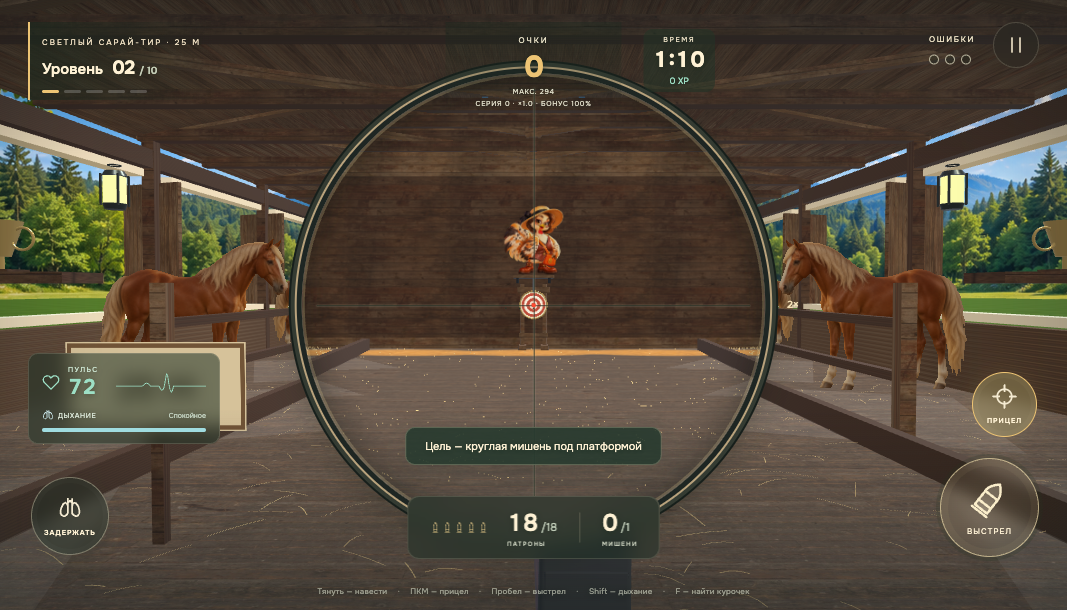 СВЕТЛЫЙ САРАЙ-ТИР · 25 М
Уровень 02 / 10
ОЧКИ
0
МАКС. 294
СЕРИЯ 0 · ×1.0 · БОНУС 100%
ВРЕМЯ
1:10
0 XP
ОШИБКИ
2×
ПУЛЬС
72
ДЫХАНИЕ Спокойное
ПРИЦЕЛ
Цель — круглая мишень под платформой
ЗАДЕРЖАТЬ
18 /18
ПАТРОНЫ
0 /1
МИШЕНИ
ВЫСТРЕЛ
Тянуть — навести · ПКМ — прицел · Пробел — выстрел · Shift — дыхание · F — найти курочек